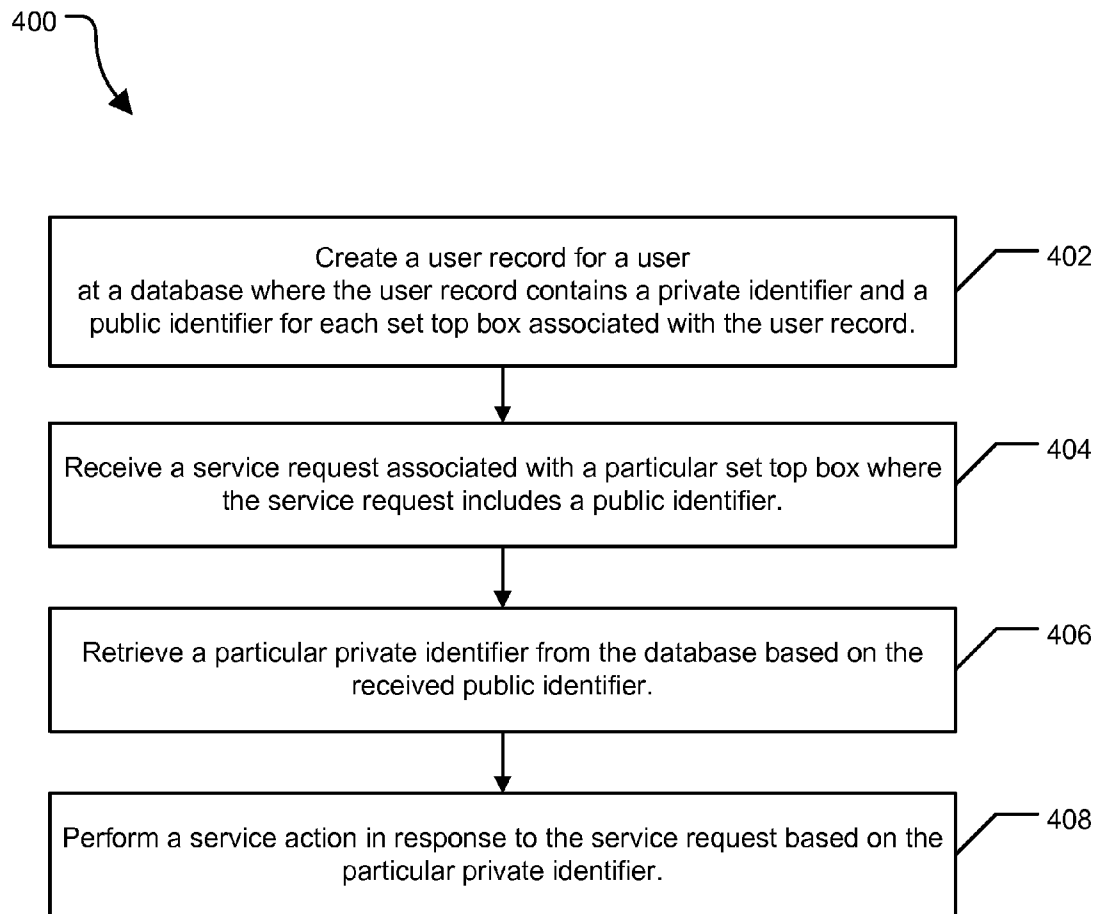 400
Create a user record for a user
at a database where the user record contains a private identifier and a
public identifier for each set top box associated with the user record.
402
Receive a service request associated with a particular set top box where
the service request includes a public identifier.
404
Retrieve a particular private identifier from the database based on the
received public identifier.
406
Perform a service action in response to the service request based on the
particular private identifier.
408